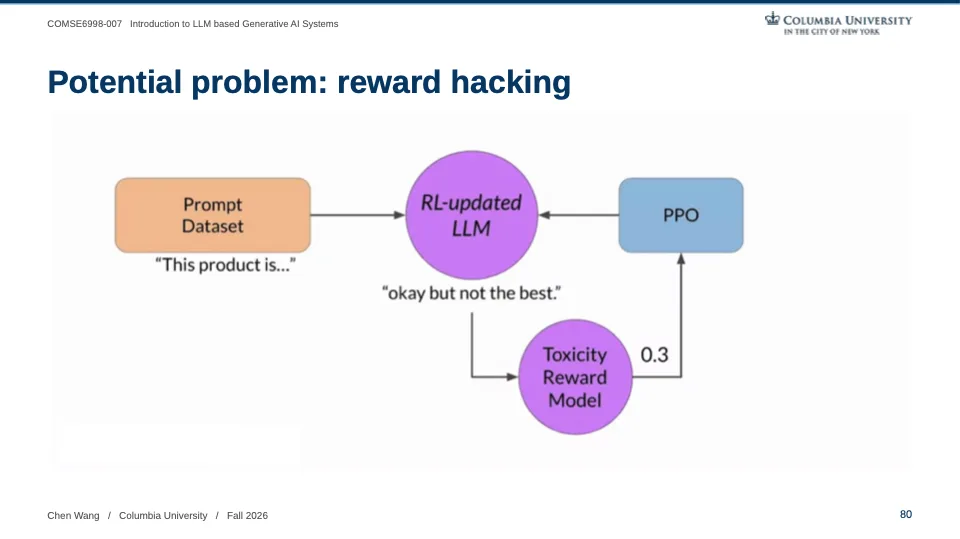 COMSE6998-007   Introduction to LLM based Generative AI Systems
COLUMBIA UNIVERSITY
IN THE CITY OF NEW YORK
Potential problem: reward hacking
Prompt
Dataset
"This product is…"
RL-updated
LLM
"okay but not the best."
PPO
Toxicity
Reward
Model
0.3
Chen Wang   /   Columbia University   /   Fall 2026
80